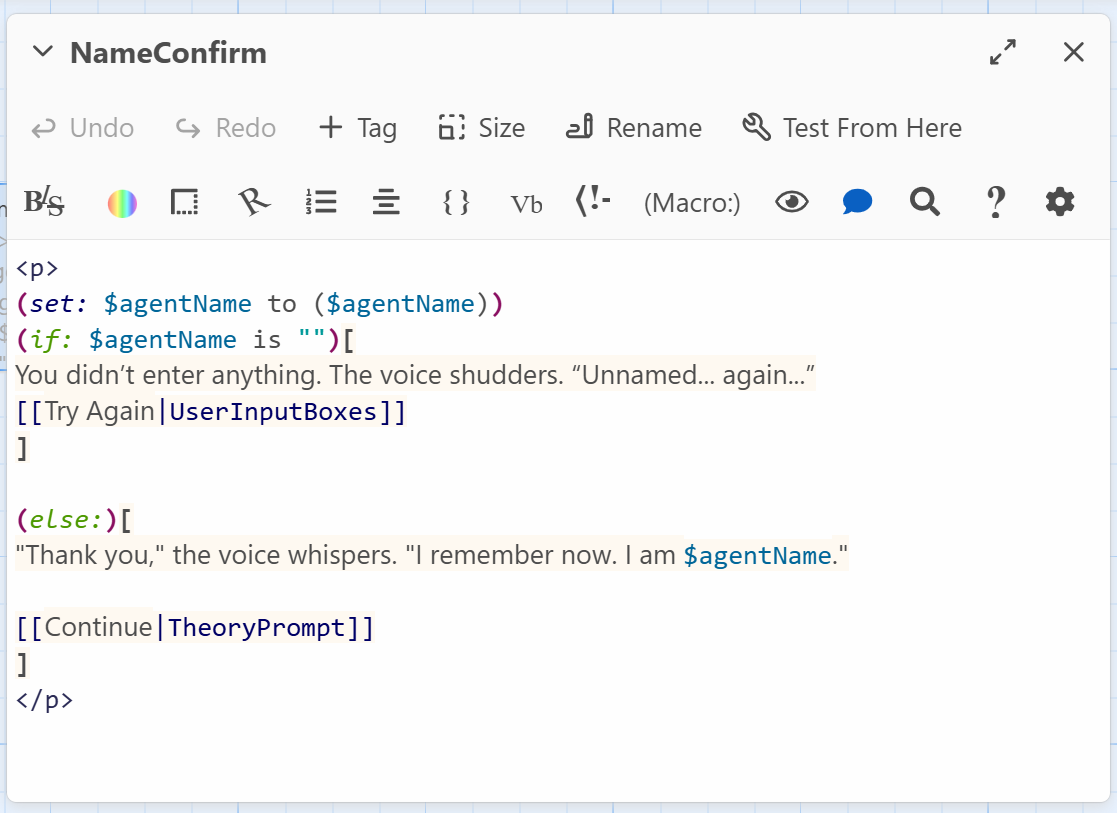 NameConfirm
Undo Redo Tag Size Rename Test From Here
B/S R { } Vb (!- (Macro:) ?
<p>
(set: $agentName to ($agentName))
(if: $agentName is "")[
You didn’t enter anything. The voice shudders. “Unnamed… again…”
[[Try Again|UserInputBoxes]]
]
(else:)[
"Thank you," the voice whispers. "I remember now. I am $agentName."
[[Continue|TheoryPrompt]]
]
</p>